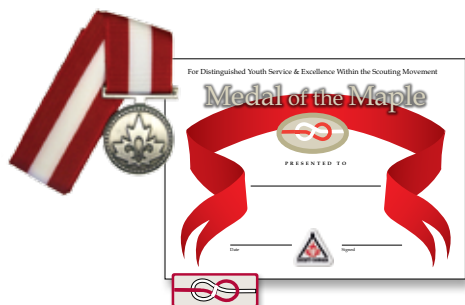 For Distinguished Youth Service & Excellence Within the Scouting Movement
Medal of the Maple
PRESENTED TO
Date
Signed